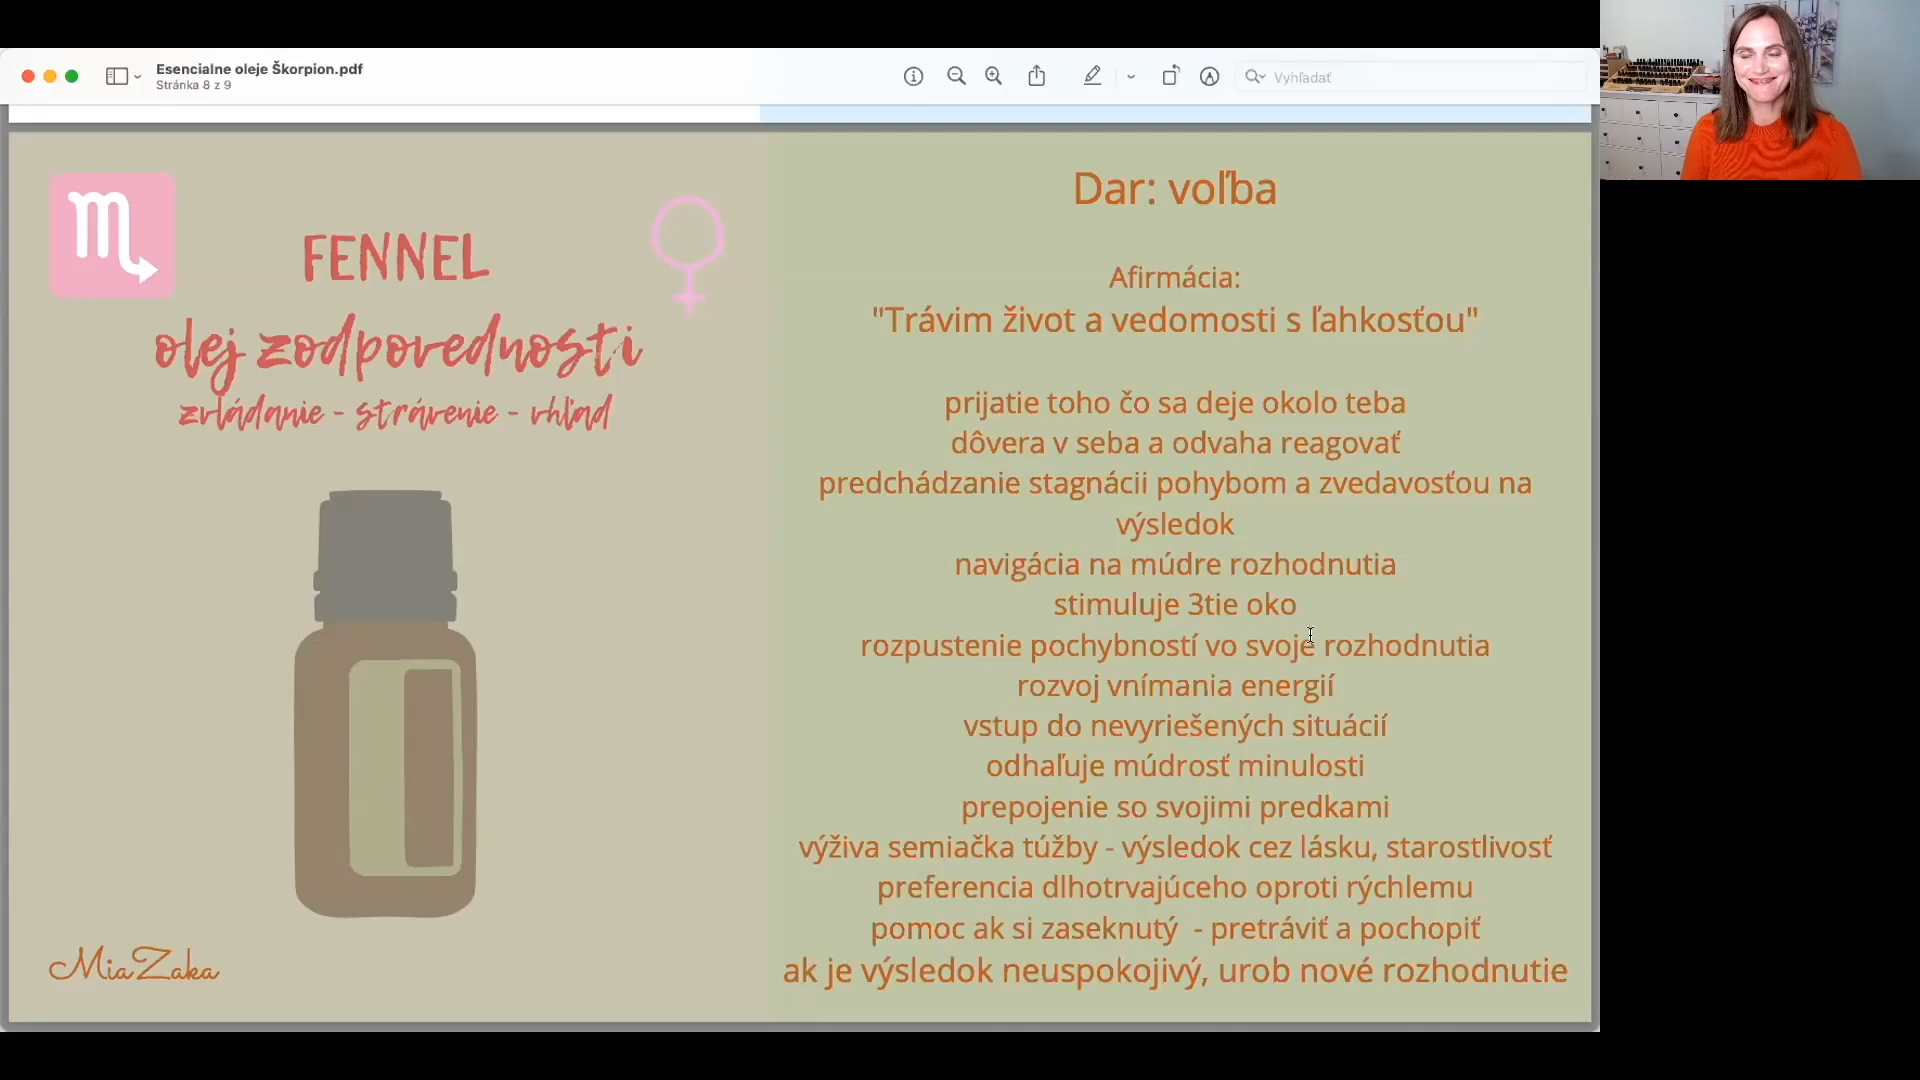 Esencialne oleje Škorpion.pdf
Stránka 8 z 9
Vyhľadať
FENNEL
olej zodpovednosti
zvládanie - strávenie - vhľad
MiaZaka
Dar: voľba
Afirmácia:
"Trávim život a vedomosti s ľahkosťou"
prijatie toho čo sa deje okolo teba
dôvera v seba a odvaha reagovať
predchádzanie stagnácii pohybom a zvedavosťou na
výsledok
navigácia na múdre rozhodnutia
stimuluje 3tie oko
rozpustenie pochybností vo svoje rozhodnutia
rozvoj vnímania energií
vstup do nevyriešených situácií
odhaľuje múdrosť minulosti
prepojenie so svojimi predkami
výživa semiačka túžby - výsledok cez lásku, starostlivosť
preferencia dlhotrvajúceho oproti rýchlemu
pomoc ak si zaseknutý - pretráviť a pochopiť
ak je výsledok neuspokojivý, urob nové rozhodnutie